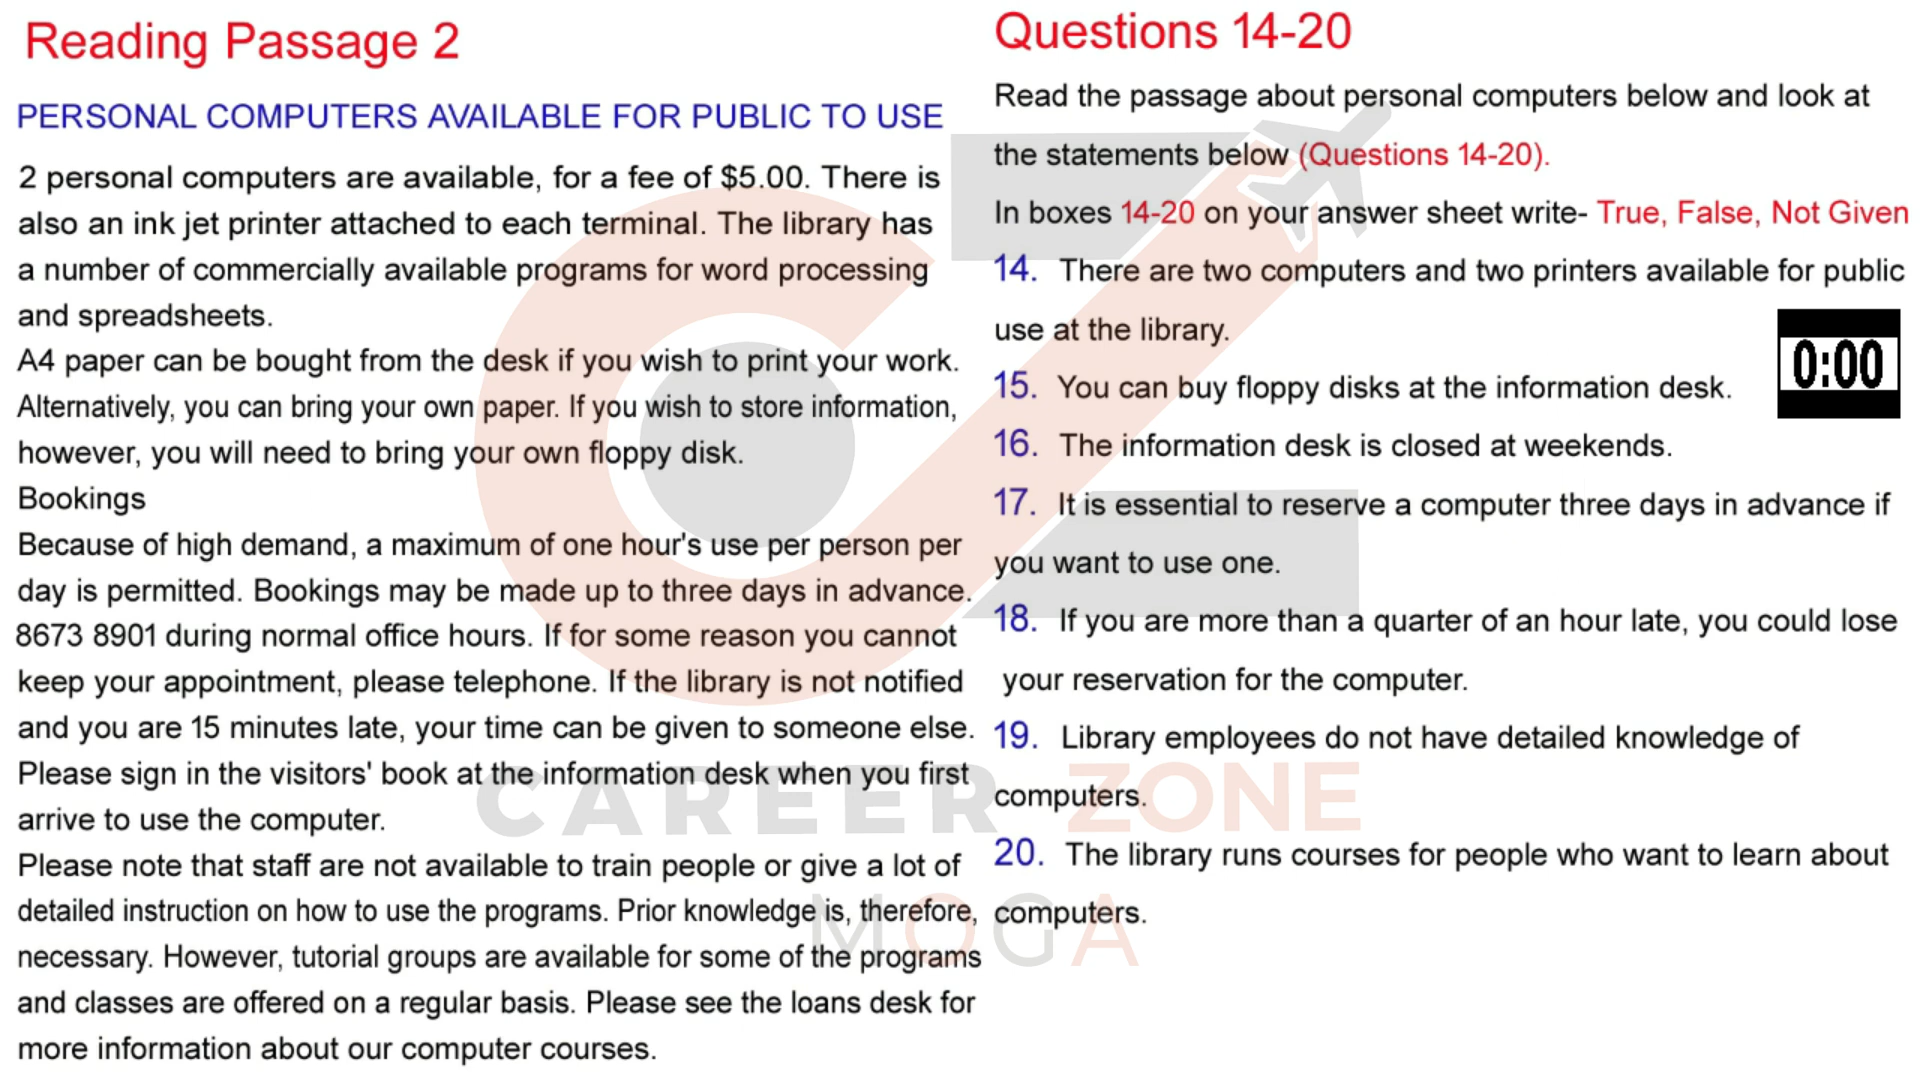 Reading Passage 2
PERSONAL COMPUTERS AVAILABLE FOR PUBLIC TO USE
2 personal computers are available, for a fee of $5.00. There is
also an ink jet printer attached to each terminal. The library has
a number of commercially available programs for word processing
and spreadsheets.
A4 paper can be bought from the desk if you wish to print your work.
Alternatively, you can bring your own paper. If you wish to store information,
however, you will need to bring your own floppy disk.
Bookings
Because of high demand, a maximum of one hour's use per person per
day is permitted. Bookings may be made up to three days in advance.
8673 8901 during normal office hours. If for some reason you cannot
keep your appointment, please telephone. If the library is not notified
and you are 15 minutes late, your time can be given to someone else.
Please sign in the visitors' book at the information desk when you first
arrive to use the computer.
Please note that staff are not available to train people or give a lot of
detailed instruction on how to use the programs. Prior knowledge is, therefore,
necessary. However, tutorial groups are available for some of the programs
and classes are offered on a regular basis. Please see the loans desk for
more information about our computer courses.
Questions 14-20
Read the passage about personal computers below and look at
the statements below (Questions 14-20).
In boxes 14-20 on your answer sheet write- True, False, Not Given
14. There are two computers and two printers available for public
use at the library.
15. You can buy floppy disks at the information desk.
16. The information desk is closed at weekends.
17. It is essential to reserve a computer three days in advance if
you want to use one.
18. If you are more than a quarter of an hour late, you could lose
your reservation for the computer.
19. Library employees do not have detailed knowledge of
computers.
20. The library runs courses for people who want to learn about
computers.
0:00
CAREER ZONE
MOGA